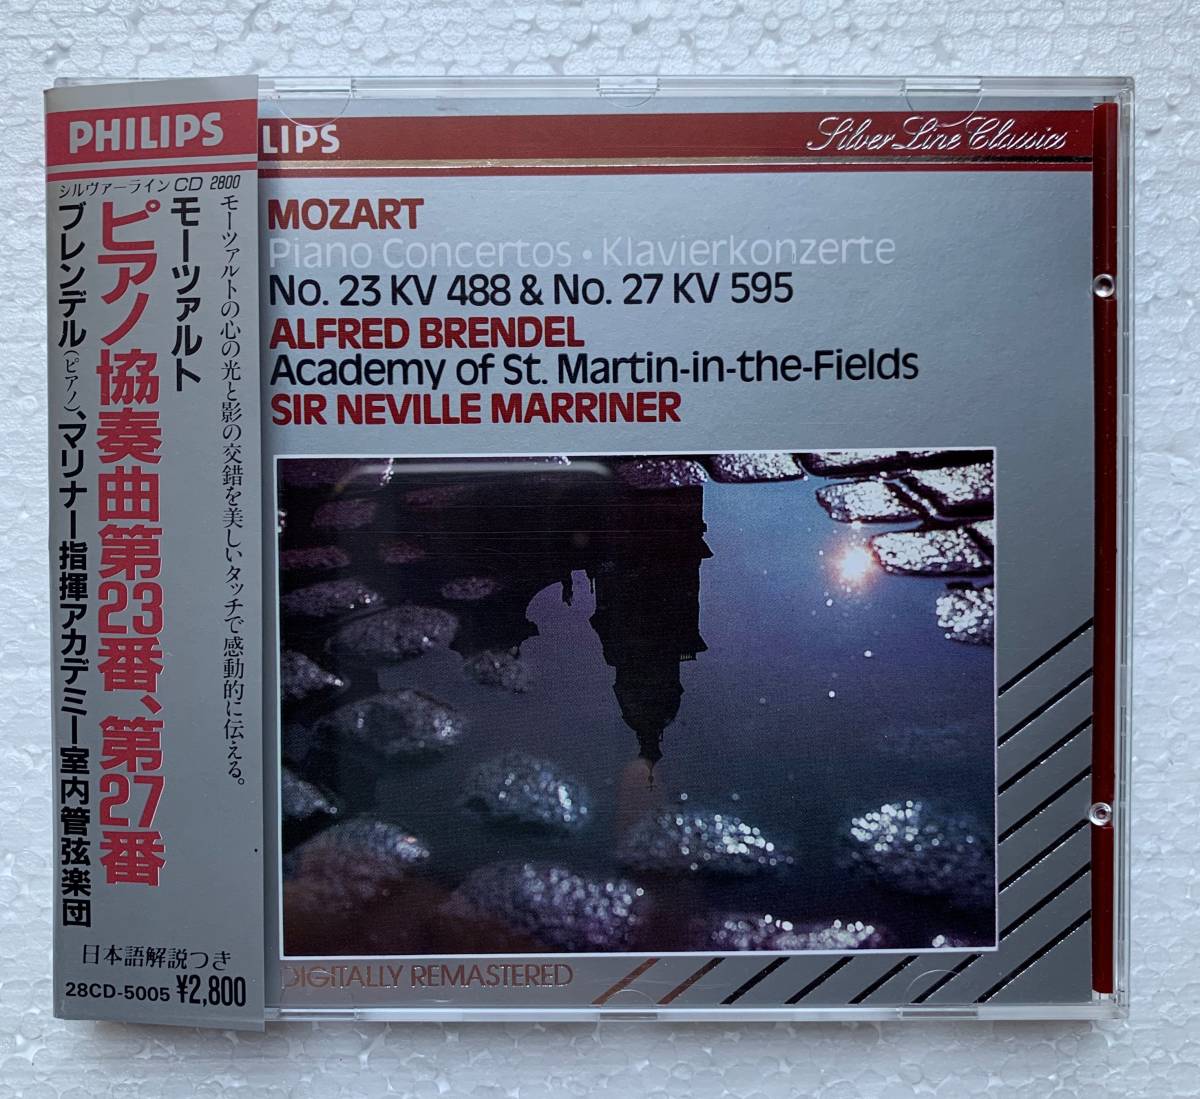 PHILIPS
シルヴァーラインCD 2800
モーツァルトの心の光と影の交錯を美しいタッチで感動的に伝える。
モーツァルト
ピアノ協奏曲第23番、第27番
ブレンデル(ピアノ)、マリナー指揮アカデミー室内管弦楽団
日本語解説つき
28CD-5005 ¥2,800
LIPS
Silver Line Classics
MOZART
Piano Concertos • Klavierkonzerte
No. 23 KV 488 & No. 27 KV 595
ALFRED BRENDEL
Academy of St. Martin-in-the-Fields
SIR NEVILLE MARRINER
DIGITALLY REMASTERED